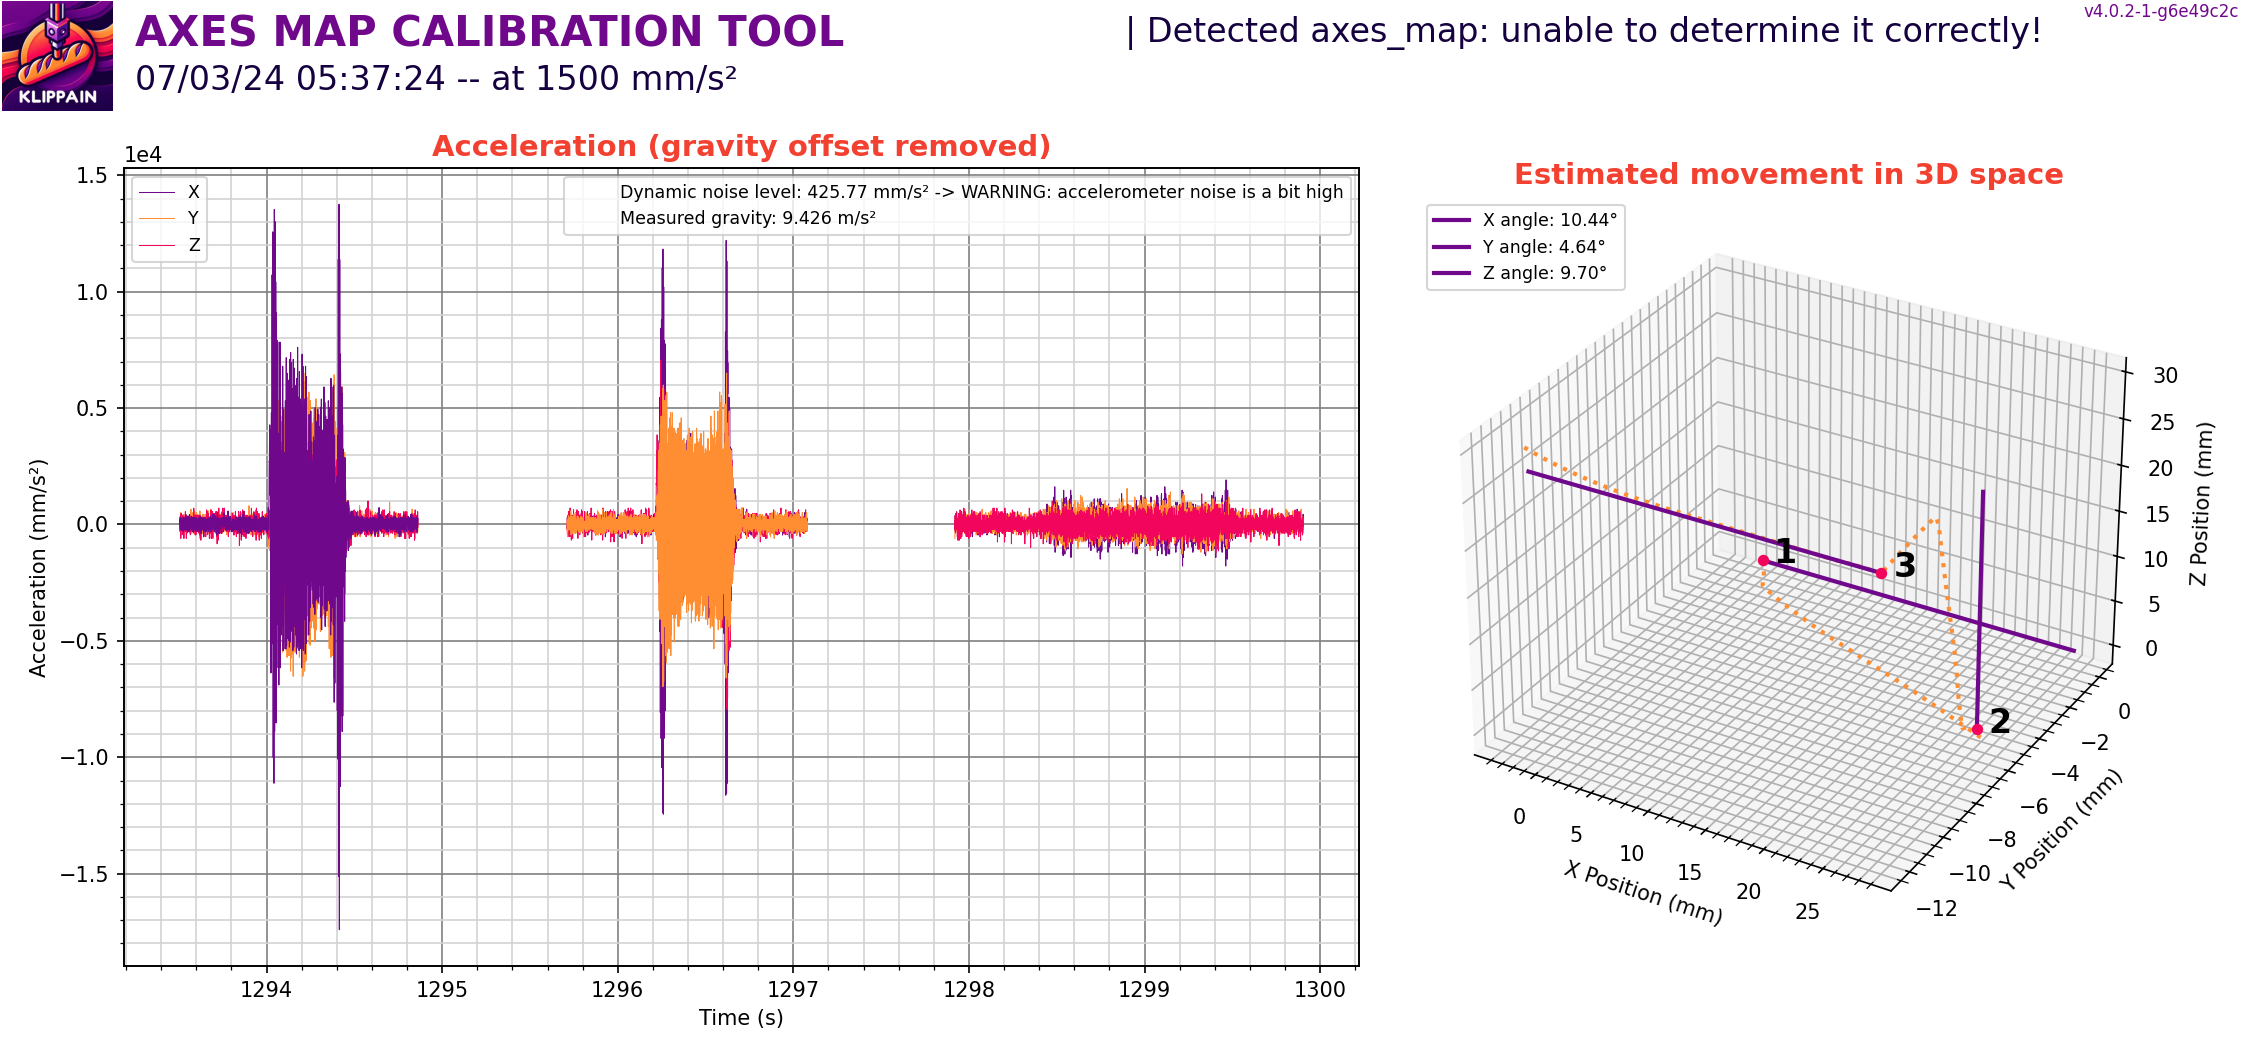 AXES MAP CALIBRATION TOOL
| Detected axes_map: unable to determine it correctly!
v4.0.2-1-g6e49c2c
KLIPPAIN
07/03/24 05:37:24 -- at 1500 mm/s²
Acceleration (gravity offset removed)
1e4
X
Y
Z
Dynamic noise level: 425.77 mm/s² -> WARNING: accelerometer noise is a bit high
Measured gravity: 9.426 m/s²
1.5
1.0
0.5
0.0
−0.5
−1.0
−1.5
Acceleration (mm/s²)
1294 1295 1296 1297 1298 1299 1300
Time (s)
Estimated movement in 3D space
X angle: 10.44°
Y angle: 4.64°
Z angle: 9.70°
1
3
2
30
25
20
15
10
5
0
Z Position (mm)
0
−2
−4
−6
−8
−10
−12
Y Position (mm)
0
5
10
15
20
25
X Position (mm)